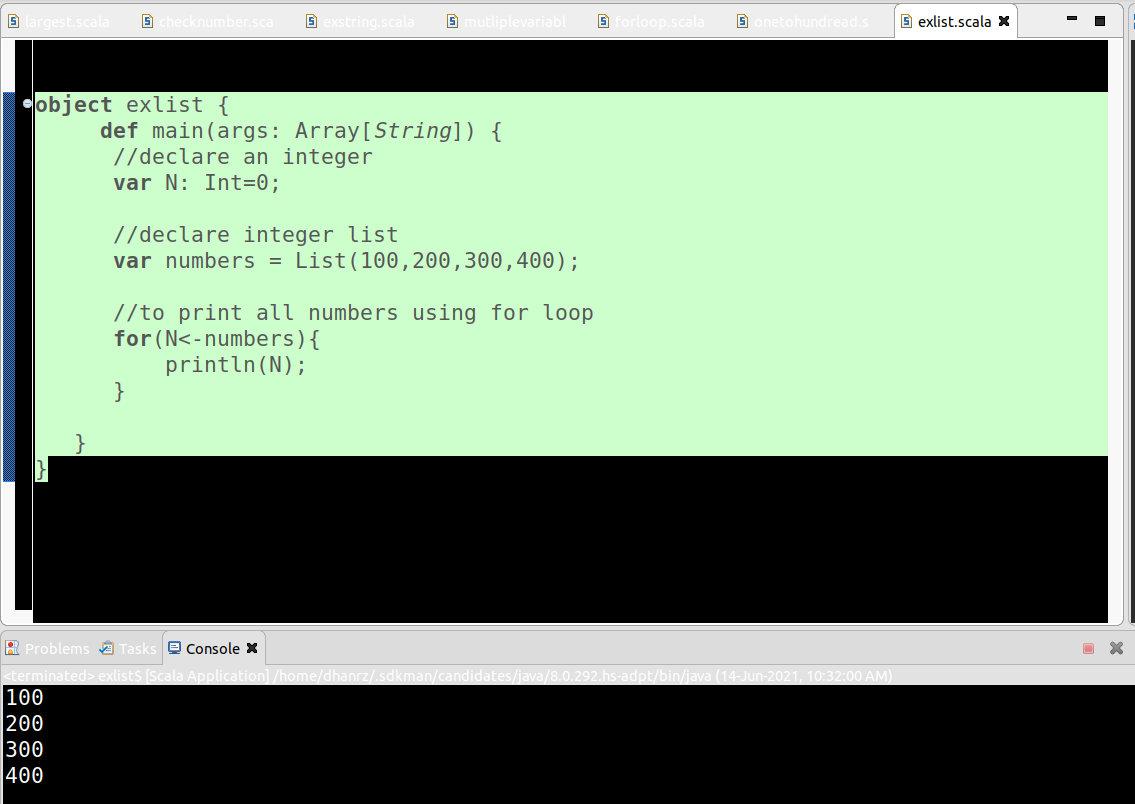 largest.scala checknumber.sca exstring.scala mutliplevariabl forloop.scala onetohundread.s exlist.scala
object exlist {
def main(args: Array[String]) {
//declare an integer
var N: Int=0;
//declare integer list
var numbers = List(100,200,300,400);
//to print all numbers using for loop
for(N<-numbers){
println(N);
}
}
}
Problems Tasks Console
<terminated> exlist$ [Scala Application] /home/dhanrz/.sdkman/candidates/java/8.0.292.hs-adpt/bin/java (14-Jun-2021, 10:32:00 AM)
100
200
300
400